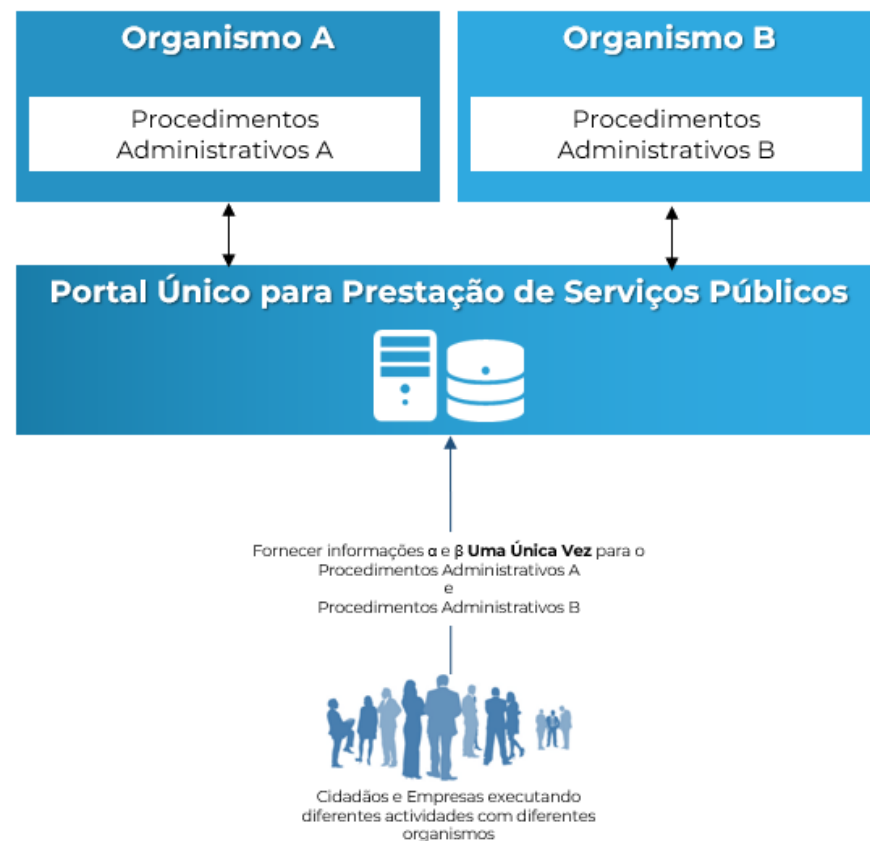 Organismo A
Procedimentos
Administrativos A
Organismo B
Procedimentos
Administrativos B
Portal Único para Prestação de Serviços Públicos
Fornecer informações α e β Uma Única Vez para o
Procedimentos Administrativos A
e
Procedimentos Administrativos B
Cidadãos e Empresas executando
diferentes actividades com diferentes
organismos